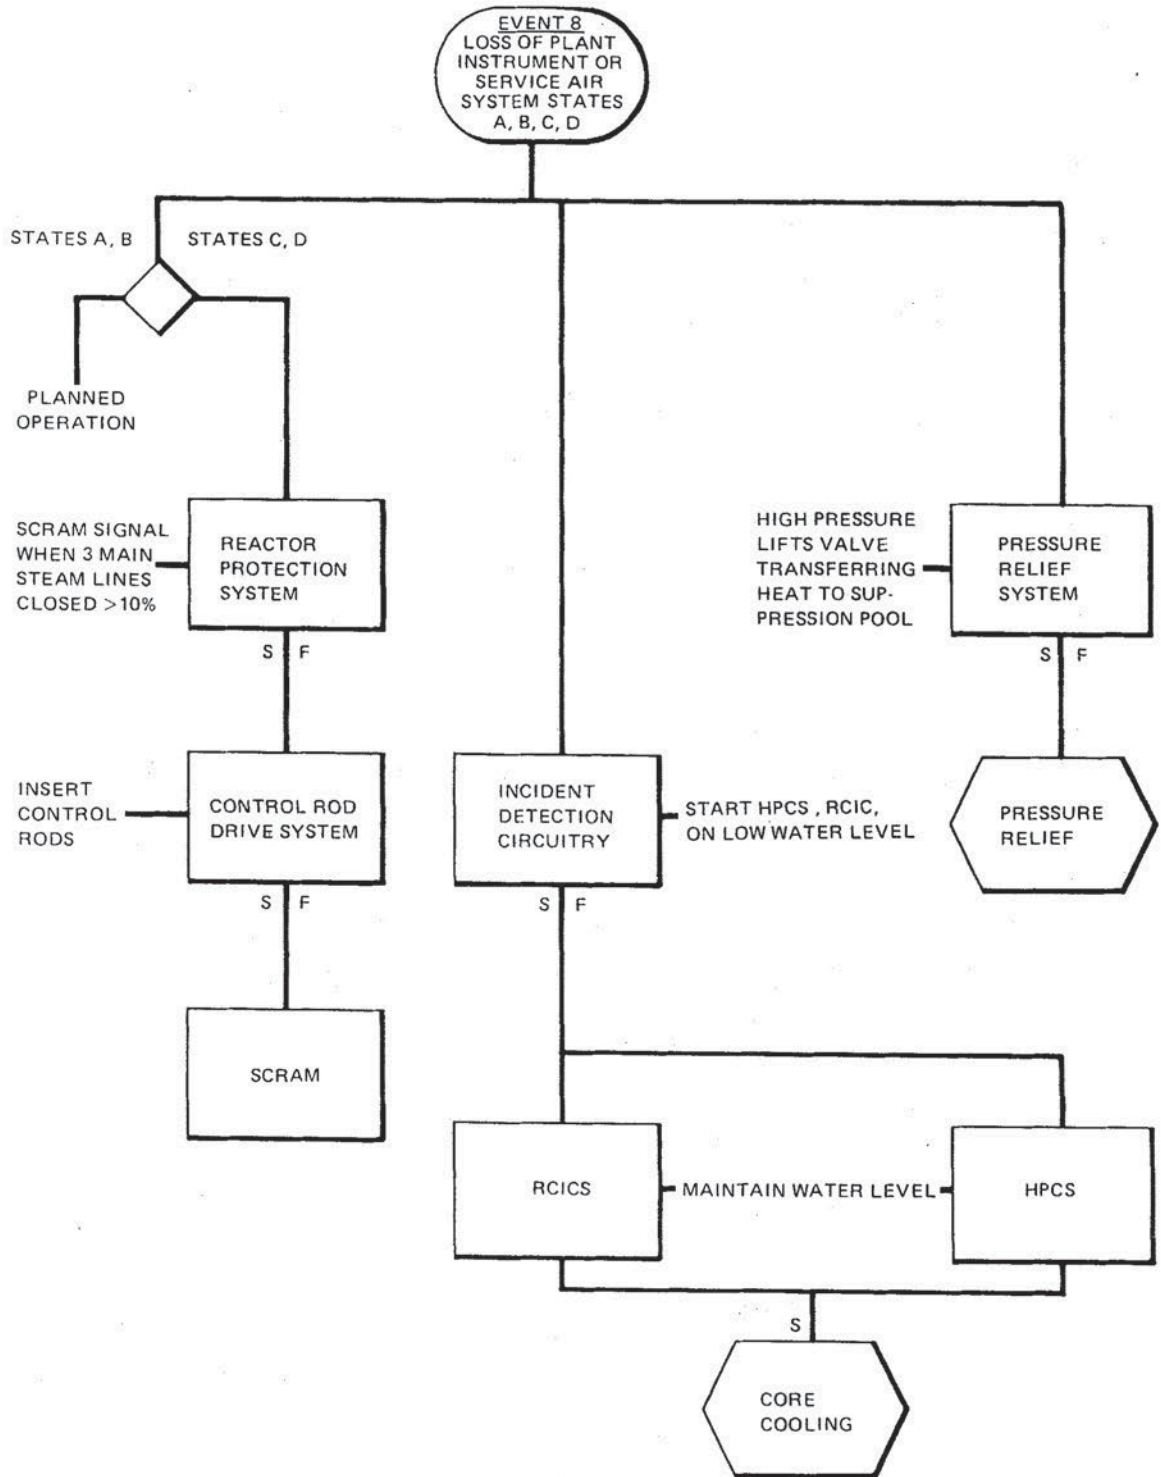 EVENT 8
LOSS OF PLANT
INSTRUMENT OR
SERVICE AIR
SYSTEM STATES
A, B, C, D
STATES A, B
STATES C, D
PLANNED
OPERATION
SCRAM SIGNAL
WHEN 3 MAIN
STEAM LINES
CLOSED >10%
REACTOR
PROTECTION
SYSTEM
HIGH PRESSURE
LIFTS VALVE
TRANSFERRING
HEAT TO SUP-
PRESSION POOL
PRESSURE
RELIEF
SYSTEM
S F
S F
INSERT
CONTROL
RODS
CONTROL ROD
DRIVE SYSTEM
INCIDENT
DETECTION
CIRCUITRY
START HPCS , RCIC,
ON LOW WATER LEVEL
PRESSURE
RELIEF
S F
S F
SCRAM
RCICS
MAINTAIN WATER LEVEL
HPCS
S
CORE
COOLING